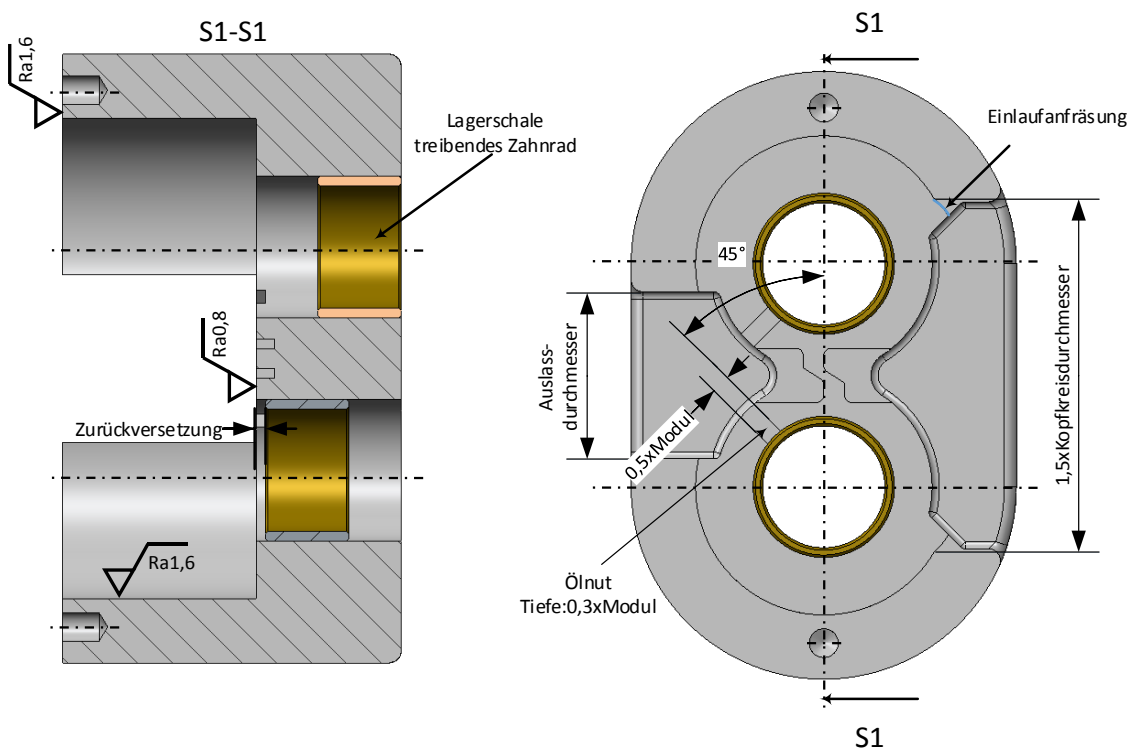 S1-S1
S1
Ra1,6
Lagerschale
treibendes Zahnrad
Einlaufanfräsung
45°
Ra0,8
Auslass-
durchmesser
1,5xKopfkreisdurchmesser
Zurückversetzung
0,5xModul
Ra1,6
Ölnut
Tiefe:0,3xModul
S1